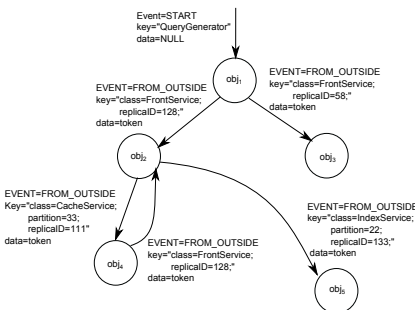 Event=START
key="QueryGenerator"
data=NULL
obj1
EVENT=FROM_OUTSIDE
key="class=FrontService;
replicaID=58;"
data=token
EVENT=FROM_OUTSIDE
key="class=FrontService;
replicaID=128;"
data=token
obj2
obj3
EVENT=FROM_OUTSIDE
Key="class=CacheService;
partition=33;
replicaID=111"
data=token
EVENT=FROM_OUTSIDE
key="class=IndexService;
partition=22;
replicaID=133;"
data=token
EVENT=FROM_OUTSIDE
key="class=FrontService;
replicaID=128;"
data=token
obj4
obj5